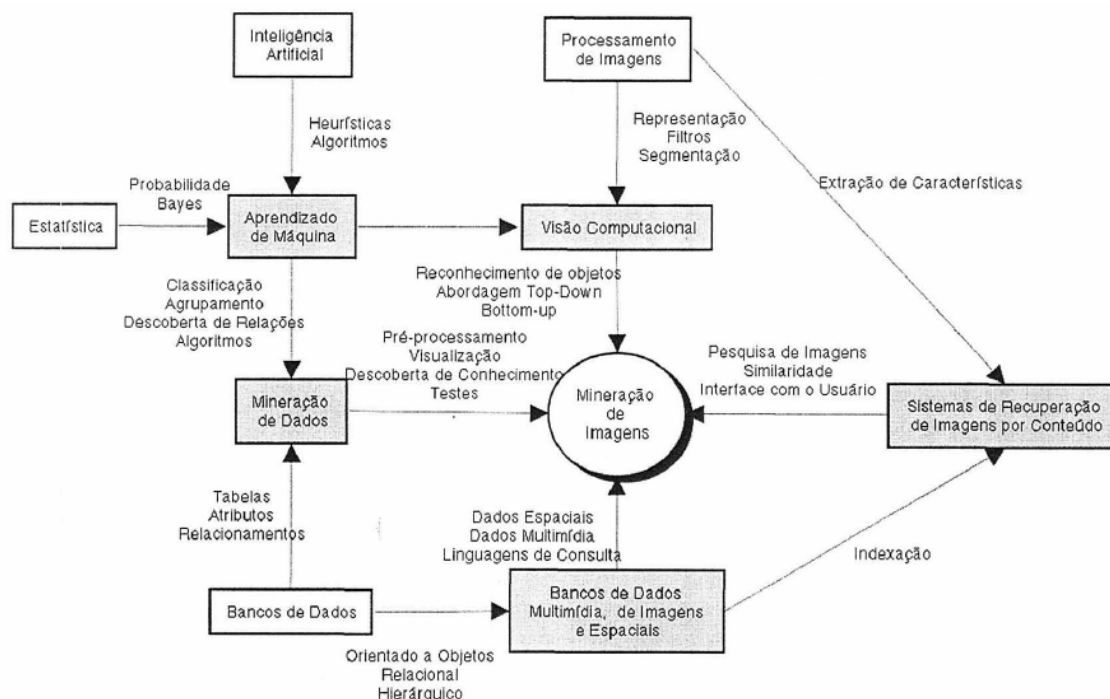 Inteligência
Artificial
Processamento
de Imagens
Heurísticas
Algoritmos
Representação
Filtros
Segmentação
Extração de Características
Probabilidade
Bayes
Estatística
Aprendizado
de Máquina
Visão Computacional
Classificação
Agrupamento
Descoberta de Relações
Algoritmos
Reconhecimento de objetos
Abordagem Top-Down
Bottom-up
Pré-processamento
Visualização
Descoberta de Conhecimento
Testes
Pesquisa de Imagens
Similaridade
Interface com o Usuário
Mineração
de Dados
Mineração
de
Imagens
Sistemas de Recuperação
de Imagens por Conteúdo
Tabelas
Atributos
Relacionamentos
Dados Espaciais
Dados Multimídia
Linguagens de Consulta
Indexação
Bancos de Dados
Bancos de Dados
Multimídia, de Imagens
e Espaciais
Orientado a Objetos
Relacional
Hierárquico